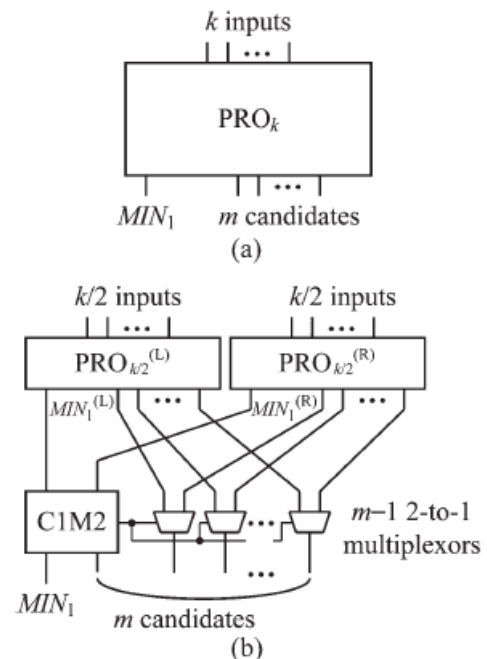 k inputs
•••
PROₖ
•••
MIN₁ m candidates
(a)
k/2 inputs k/2 inputs
••• •••
PROₖ/₂⁽ᴸ⁾ PROₖ/₂⁽ᴿ⁾
MIN₁⁽ᴸ⁾ ••• MIN₁⁽ᴿ⁾ •••
C1M2 ••• m−1 2-to-1
multiplexors
•••
MIN₁
m candidates
(b)